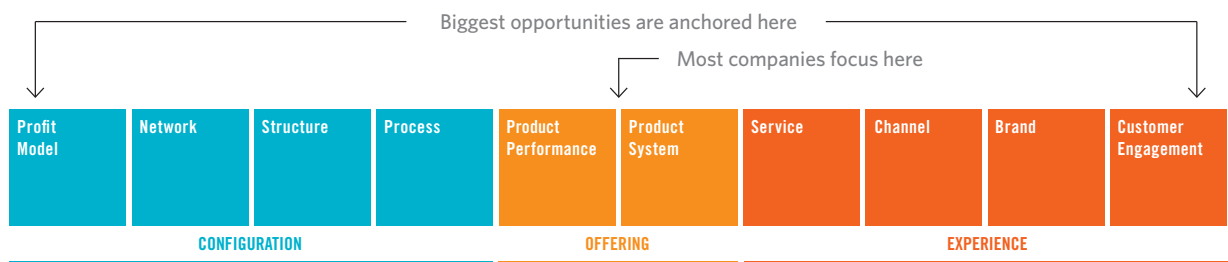 Biggest opportunities are anchored here
Most companies focus here
Profit
Model
Network
Structure
Process
Product
Performance
Product
System
Service
Channel
Brand
Customer
Engagement
CONFIGURATION
OFFERING
EXPERIENCE